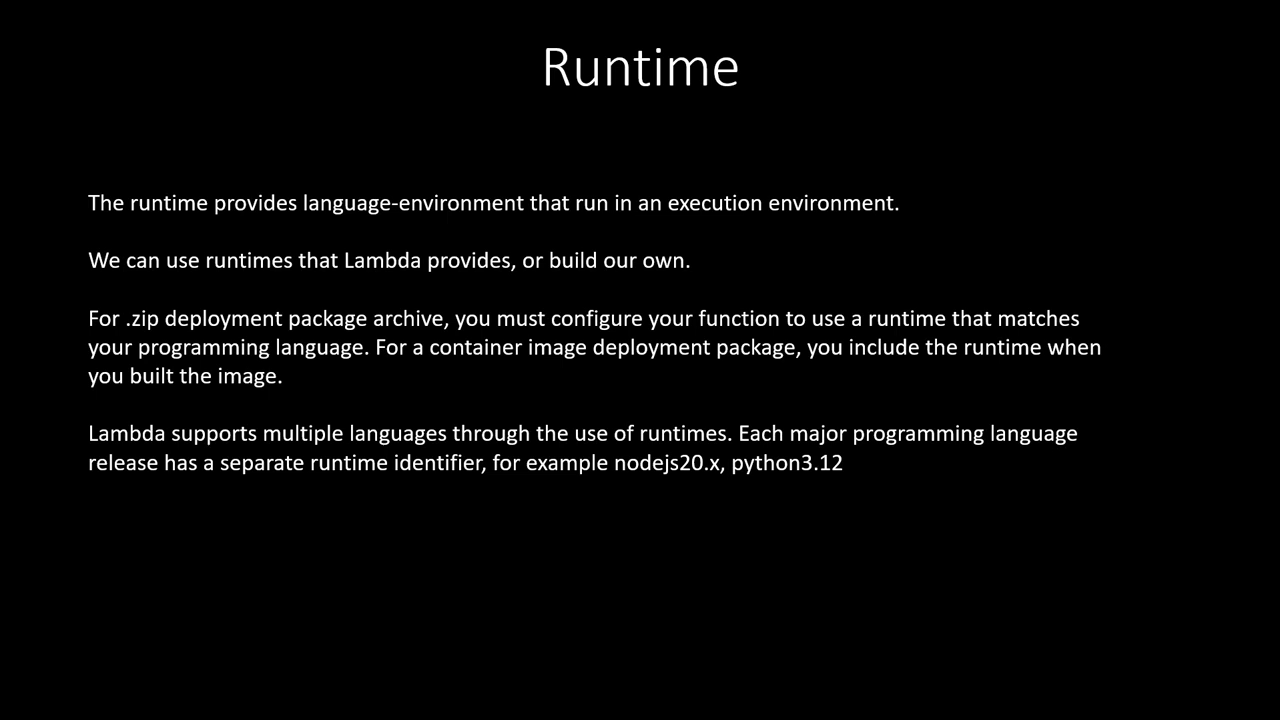 Runtime
The runtime provides language-environment that run in an execution environment.
We can use runtimes that Lambda provides, or build our own.
For .zip deployment package archive, you must configure your function to use a runtime that matches
your programming language. For a container image deployment package, you include the runtime when
you built the image.
Lambda supports multiple languages through the use of runtimes. Each major programming language
release has a separate runtime identifier, for example nodejs20.x, python3.12